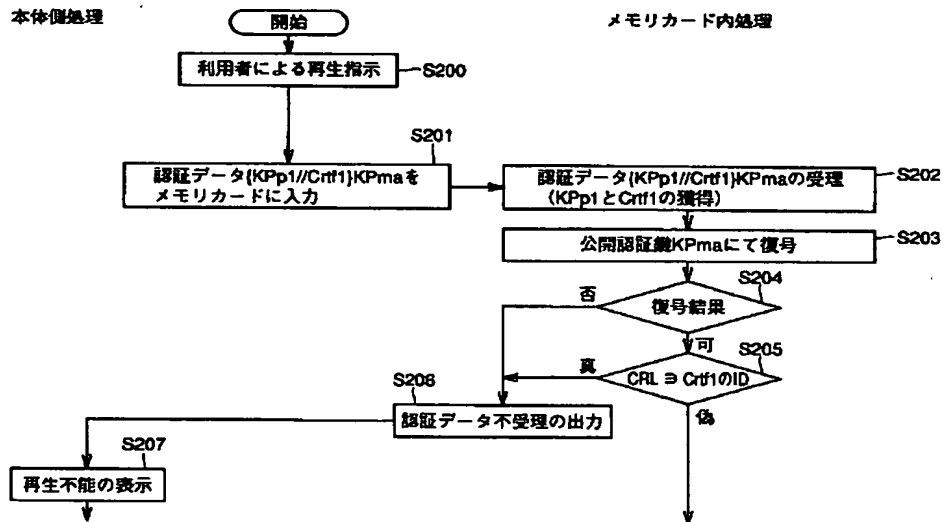 本体側処理
メモリカード内処理
開始
利用者による再生指示
S200
S201
認証データ{KPp1//Crtf1}KPmaを
メモリカードに入力
認証データ{KPp1//Crtf1}KPmaの受理
(KPp1とCrtf1の獲得)
S202
公開認証鍵KPmaにて復号
S203
S204
否
復号結果
可
S205
真
CRL∋Crtf1のID
偽
S206
認証データ不受理の出力
S207
再生不能の表示